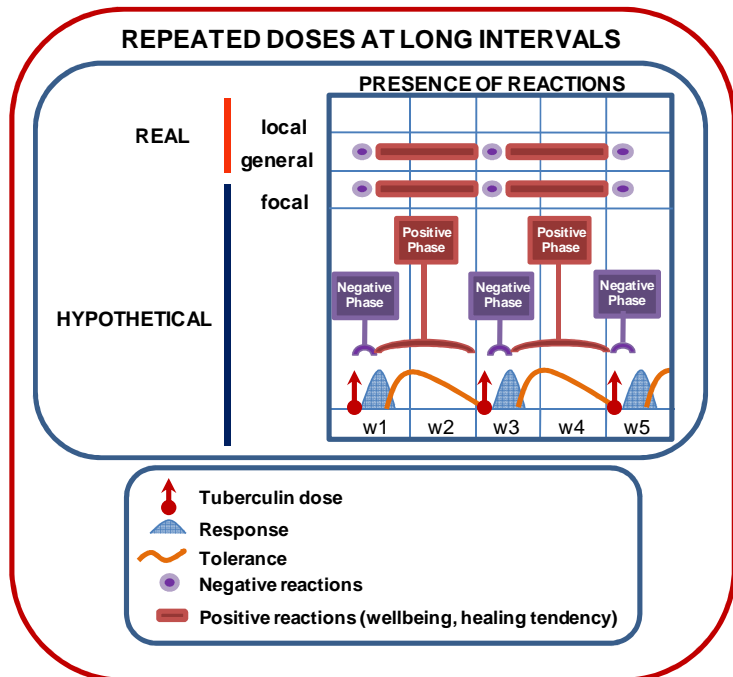 REPEATED DOSES AT LONG INTERVALS
PRESENCE OF REACTIONS
REAL
local
general
focal
HYPOTHETICAL
Positive
Phase
Positive
Phase
Negative
Phase
Negative
Phase
Negative
Phase
w1 w2 w3 w4 w5
Tuberculin dose
Response
Tolerance
Negative reactions
Positive reactions (wellbeing, healing tendency)